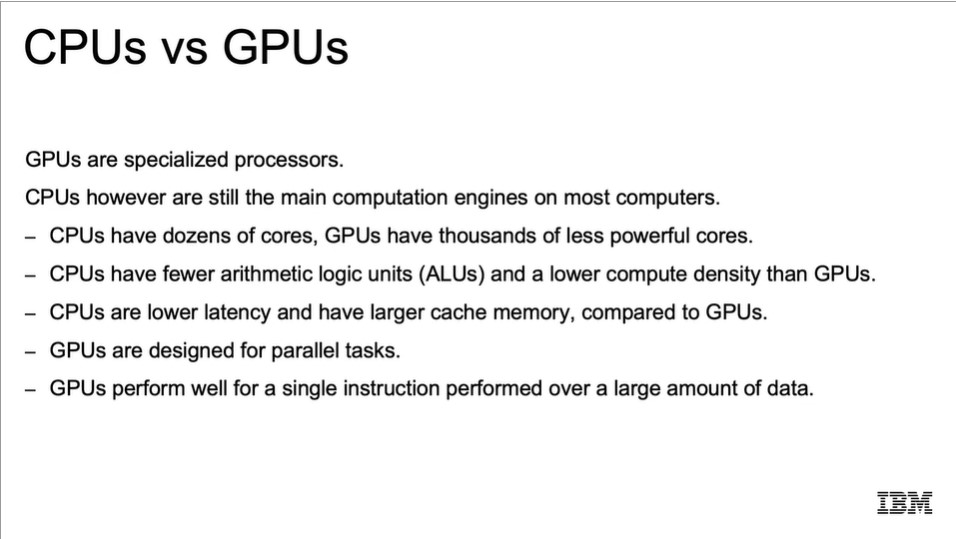 CPUs vs GPUs
GPUs are specialized processors.
CPUs however are still the main computation engines on most computers.
– CPUs have dozens of cores, GPUs have thousands of less powerful cores.
– CPUs have fewer arithmetic logic units (ALUs) and a lower compute density than GPUs.
– CPUs are lower latency and have larger cache memory, compared to GPUs.
– GPUs are designed for parallel tasks.
– GPUs perform well for a single instruction performed over a large amount of data.
IBM